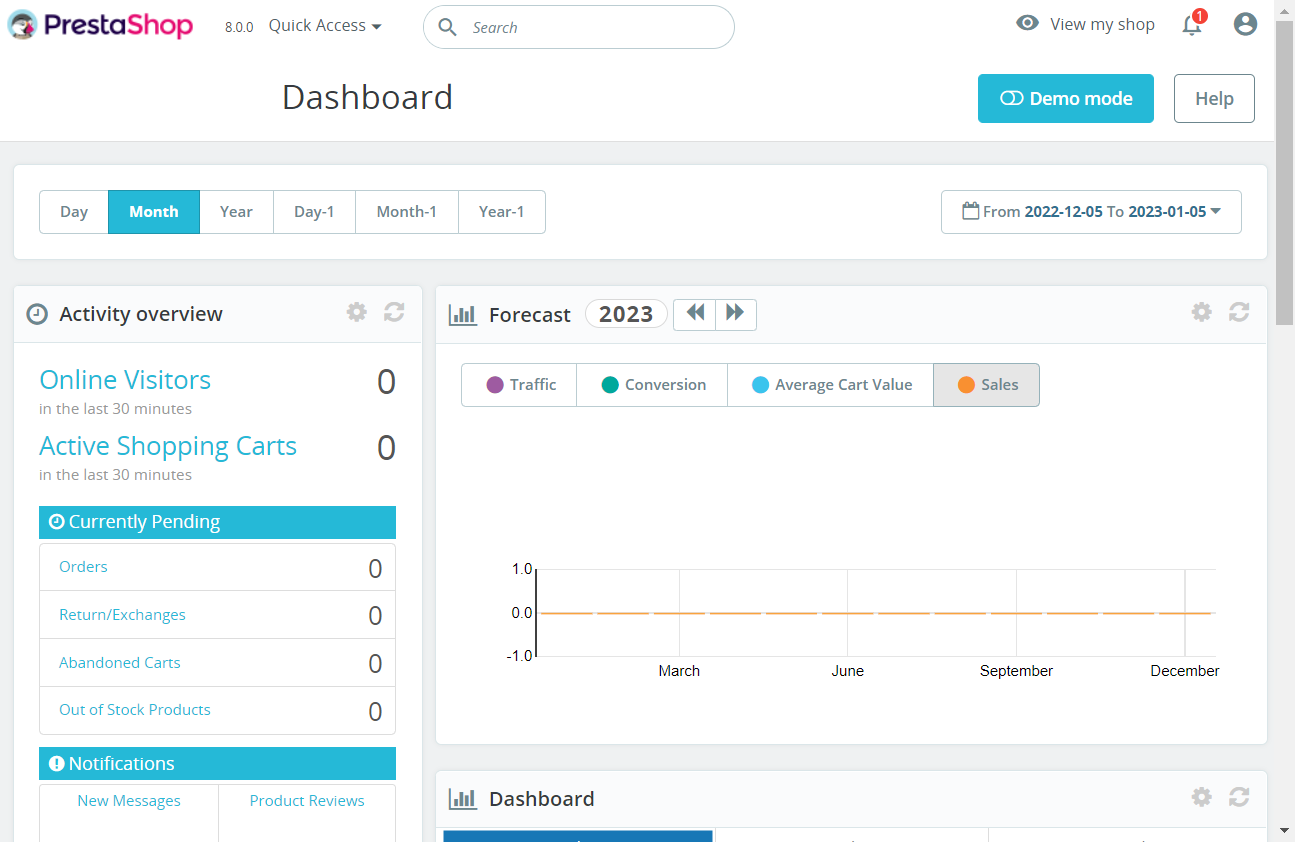 PrestaShop 8.0.0 Quick Access Search View my shop 1
Dashboard Demo mode Help
Day Month Year Day-1 Month-1 Year-1 From 2022-12-05 To 2023-01-05
Activity overview
Online Visitors 0
in the last 30 minutes
Active Shopping Carts 0
in the last 30 minutes
Currently Pending
Orders 0
Return/Exchanges 0
Abandoned Carts 0
Out of Stock Products 0
Notifications
New Messages Product Reviews
Forecast 2023
Traffic Conversion Average Cart Value Sales
1.0
0.0
-1.0
March June September December
Dashboard